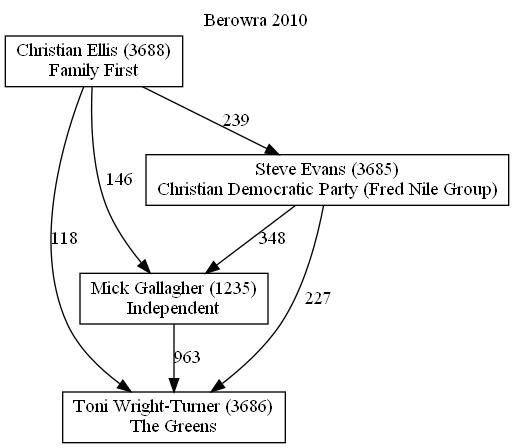 Berowra 2010
Christian Ellis (3688)
Family First
239
Steve Evans (3685)
Christian Democratic Party (Fred Nile Group)
146
118
348
Mick Gallagher (1235)
Independent
227
963
Toni Wright-Turner (3686)
The Greens